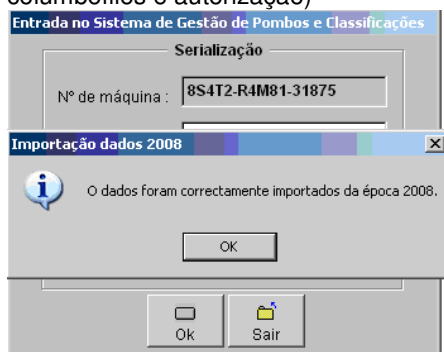 columbófilos e autorização)
Entrada no Sistema de Gestão de Pombos e Classificações
Serialização
Nº de máquina : 8S4T2-R4M81-31875
Importação dados 2008
O dados foram correctamente importados da época 2008.
OK
Ok
Sair